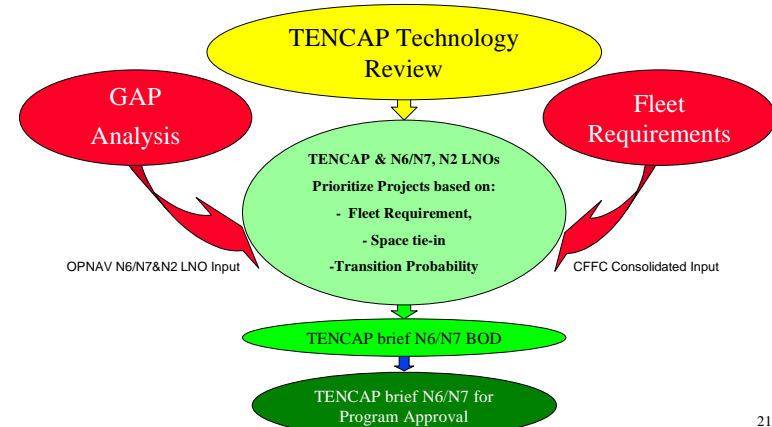 TENCAP Technology
Review
GAP
Analysis
Fleet
Requirements
TENCAP & N6/N7, N2 LNOs
Prioritize Projects based on:
- Fleet Requirement,
- Space tie-in
-Transition Probability
OPNAV N6/N7&N2 LNO Input
CFFC Consolidated Input
TENCAP brief N6/N7 BOD
TENCAP brief N6/N7 for
Program Approval
21